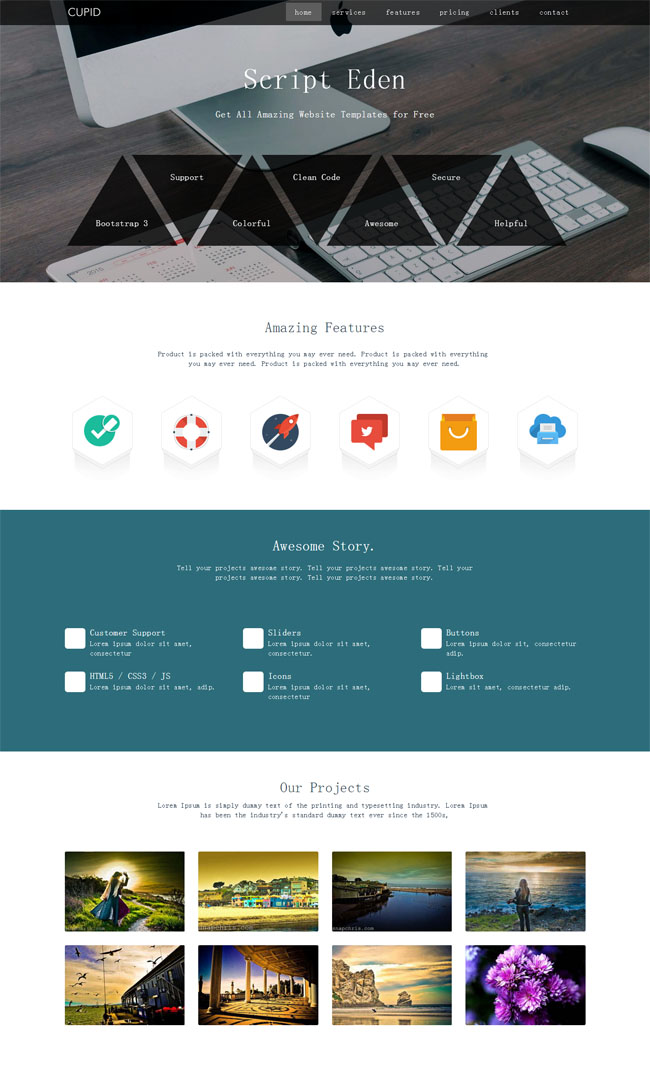 CUPID
home services features pricing clients contact
Script Eden
Get All Amazing Website Templates for Free
Support Clean Code Secure
Bootstrap 3 Colorful Awesome Helpful
Amazing Features
Product is packed with everything you may ever need. Product is packed with everything
you may ever need. Product is packed with everything you may ever need.
Awesome Story.
Tell your projects awesome story. Tell your projects awesome story. Tell your
projects awesome story. Tell your projects awesome story.
Customer Support
Lorem ipsum dolor sit amet,
consectetur
Sliders
Lorem ipsum dolor sit amet,
consectetur.
Buttons
Lorem ipsum dolor sit, consectetur
adip.
HTML5 / CSS3 / JS
Lorem ipsum dolor sit amet, adip.
Icons
Lorem ipsum dolor sit amet,
consectetur
Lightbox
Lorem sit amet, consectetur adip.
Our Projects
Lorem Ipsum is simply dummy text of the printing and typesetting industry. Lorem Ipsum
has been the industry's standard dummy text ever since the 1500s,